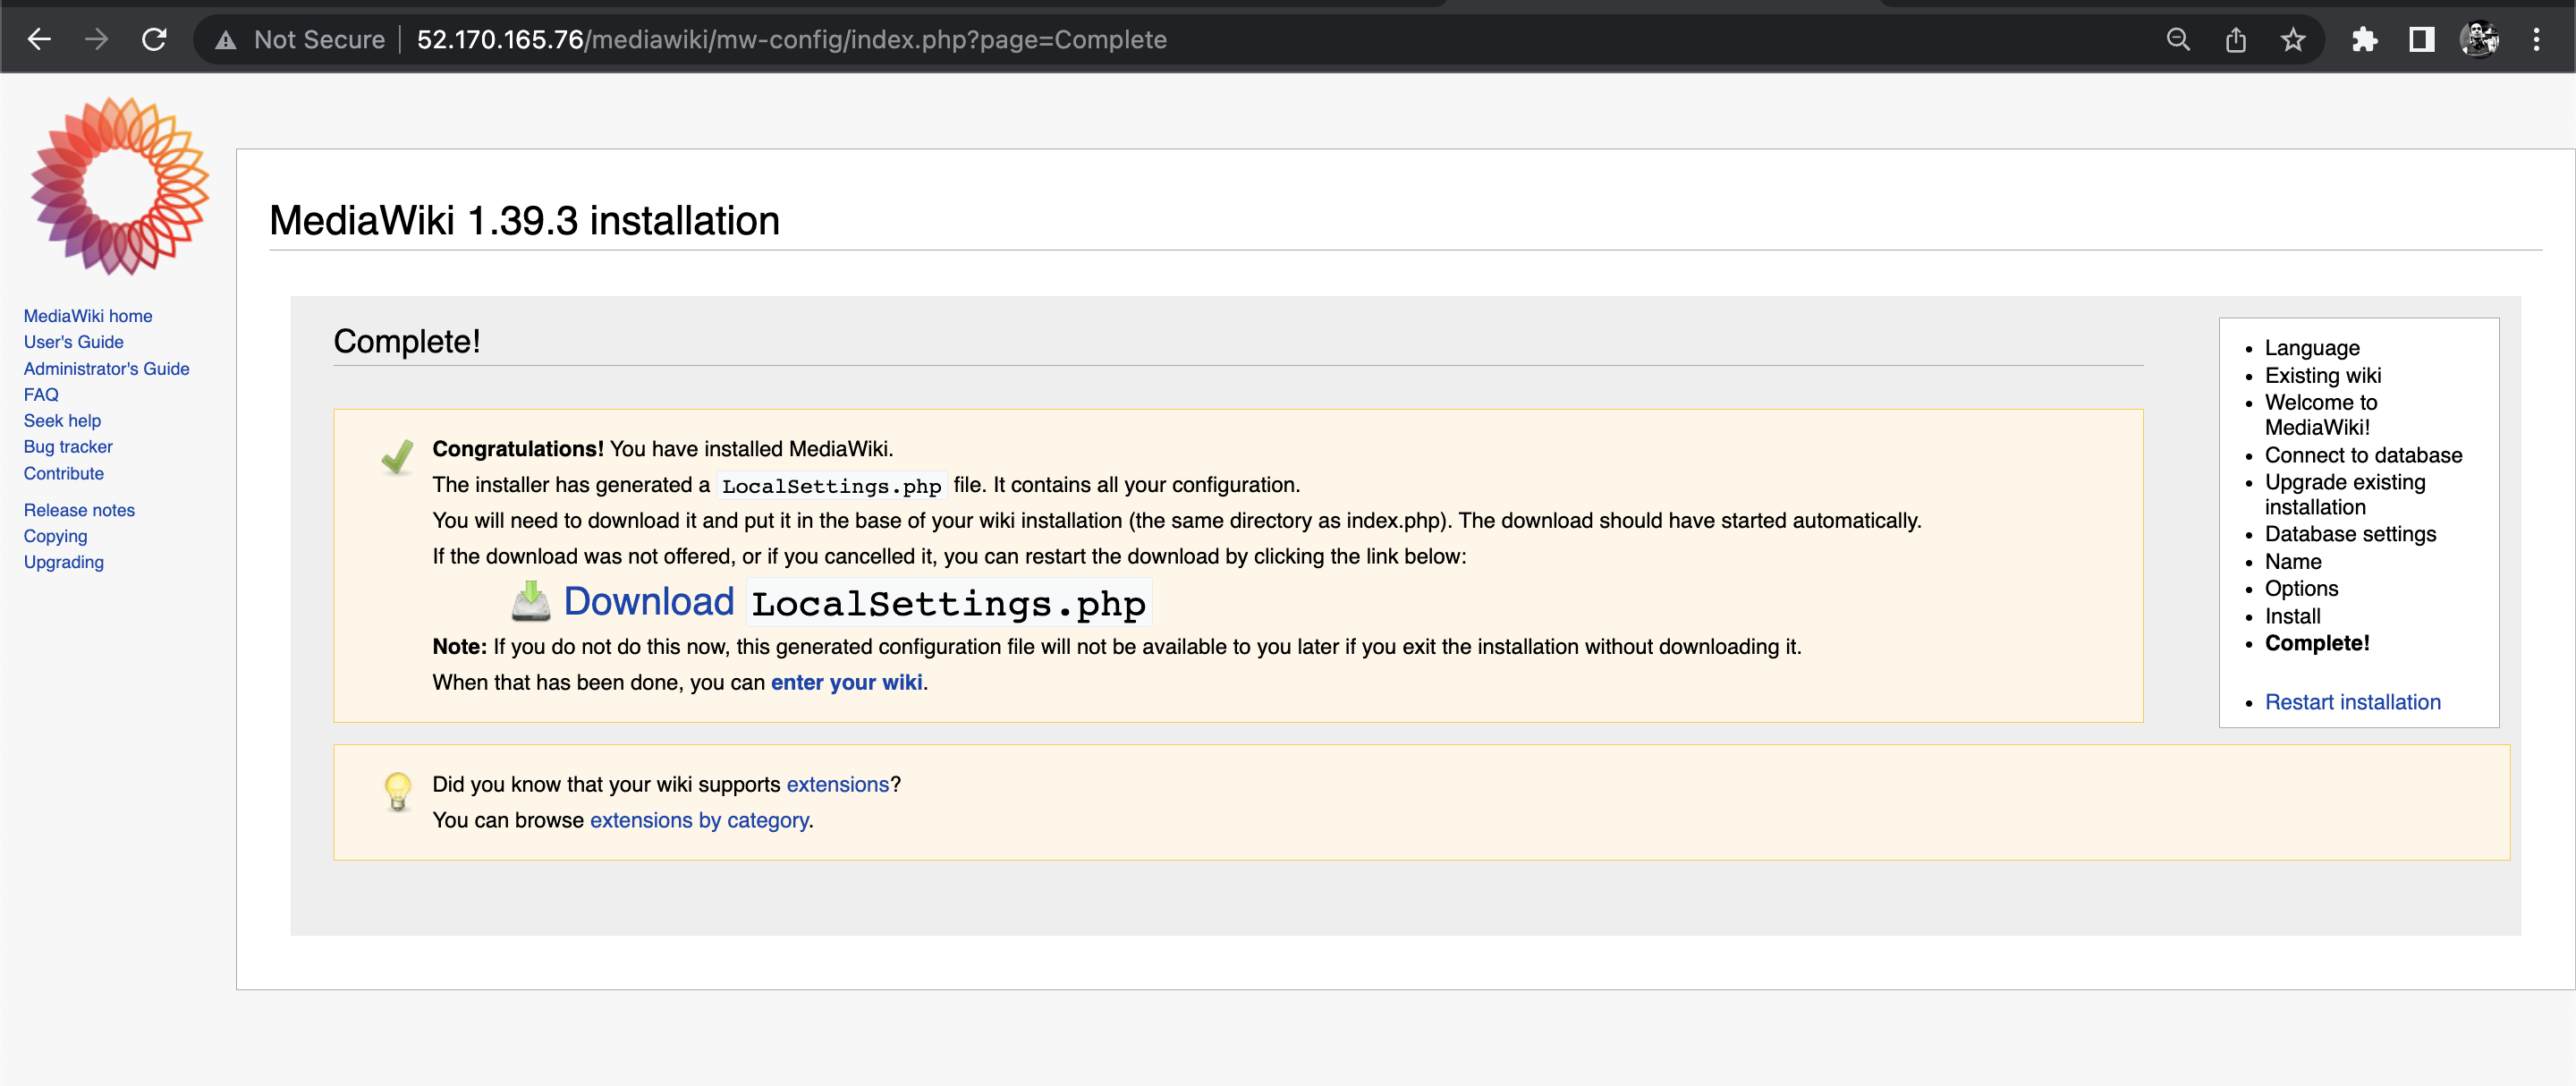 Not Secure
52.170.165.76/mediawiki/mw-config/index.php?page=Complete
MediaWiki home
User's Guide
Administrator's Guide
FAQ
Seek help
Bug tracker
Contribute
Release notes
Copying
Upgrading
MediaWiki 1.39.3 installation
Complete!
Congratulations! You have installed MediaWiki.
The installer has generated a LocalSettings.php file. It contains all your configuration.
You will need to download it and put it in the base of your wiki installation (the same directory as index.php). The download should have started automatically.
If the download was not offered, or if you cancelled it, you can restart the download by clicking the link below:
Download LocalSettings.php
Note: If you do not do this now, this generated configuration file will not be available to you later if you exit the installation without downloading it.
When that has been done, you can enter your wiki.
Did you know that your wiki supports extensions?
You can browse extensions by category.
Language
Existing wiki
Welcome to
MediaWiki!
Connect to database
Upgrade existing
installation
Database settings
Name
Options
Install
Complete!
Restart installation